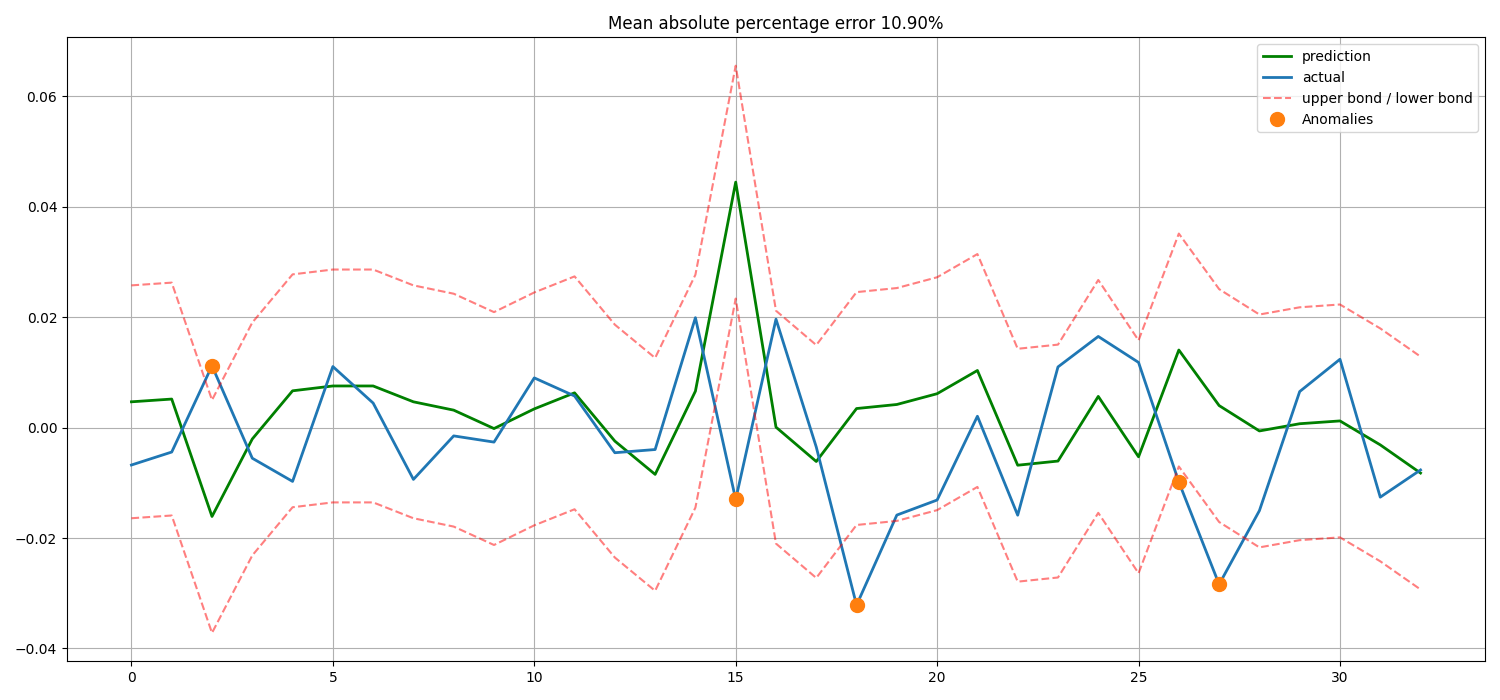 Mean absolute percentage error 10.90%
prediction
actual
upper bond / lower bond
Anomalies
0.06
0.04
0.02
0.00
−0.02
−0.04
0 5 10 15 20 25 30